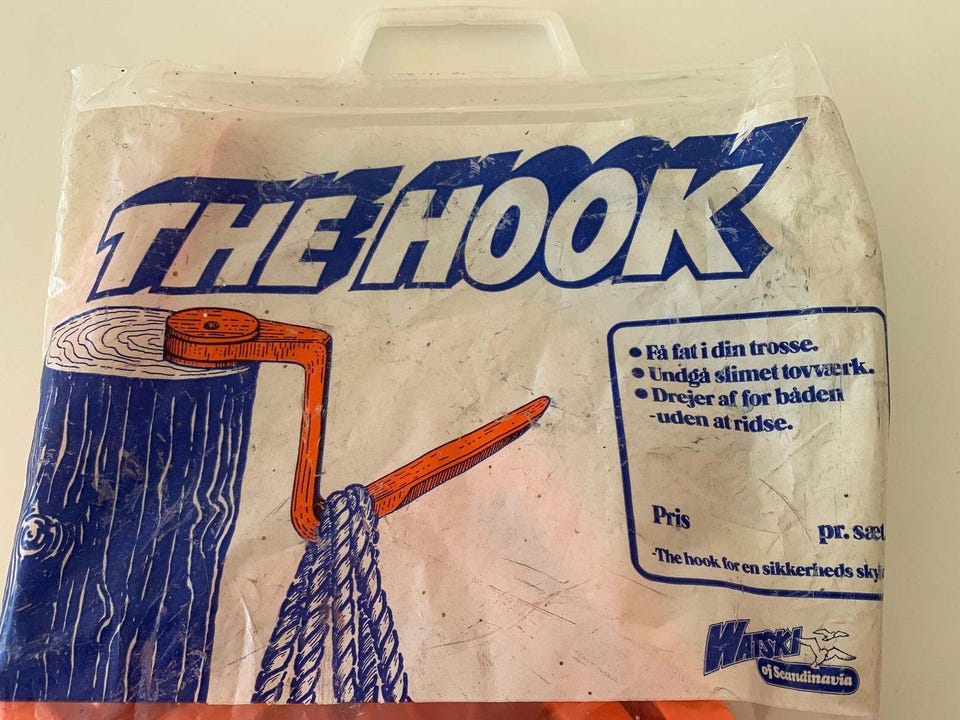 THE HOOK
• Få fat i din trosse.
• Undgå slimet tovværk.
• Drejer af for båden
-uden at ridse.
Pris pr. sæt
-The hook for en sikkerheds sky
WATSKI
of Scandinavia